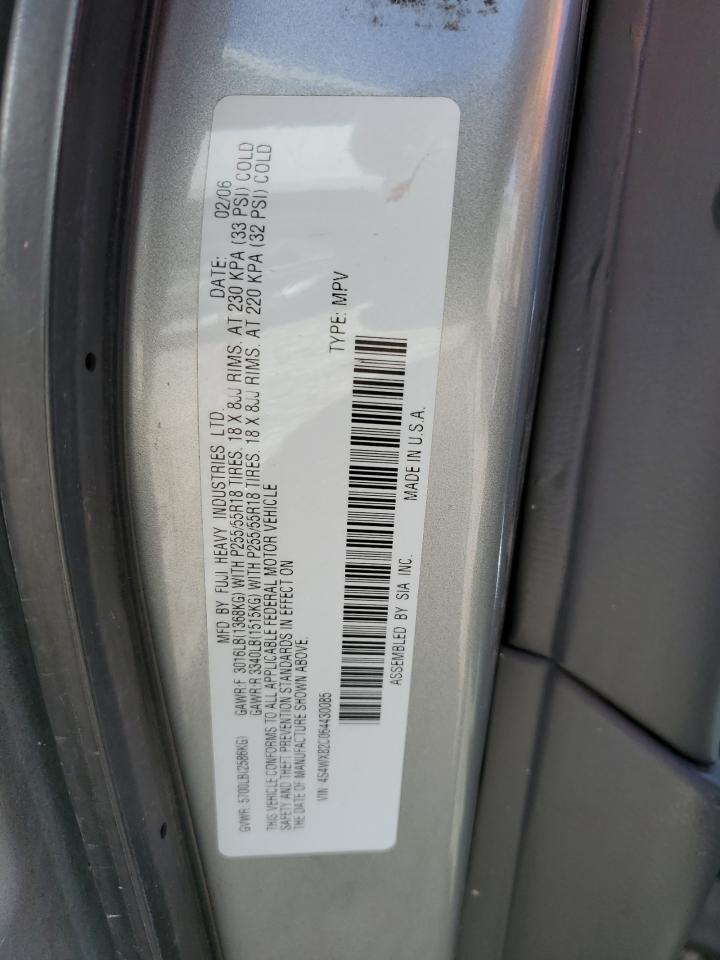 MFD BY FUJI HEAVY INDUSTRIES LTD. DATE: 02/06
GVWR: 5700LB(2586KG) GAWR:F 3016LB(1368KG) WITH P255/55R18 TIRES. 18 X 8JJ RIMS. AT 230 KPA (33 PSI) COLD
GAWR:R 3340LB(1515KG) WITH P255/55R18 TIRES. 18 X 8JJ RIMS. AT 220 KPA (32 PSI) COLD
THIS VEHICLE CONFORMS TO ALL APPLICABLE FEDERAL MOTOR VEHICLE
SAFETY AND THEFT PREVENTION STANDARDS IN EFFECT ON
THE DATE OF MANUFACTURE SHOWN ABOVE.
VIN: 4S4WX82C064430085 TYPE: MPV
ASSEMBLED BY SIA INC. MADE IN U.S.A.